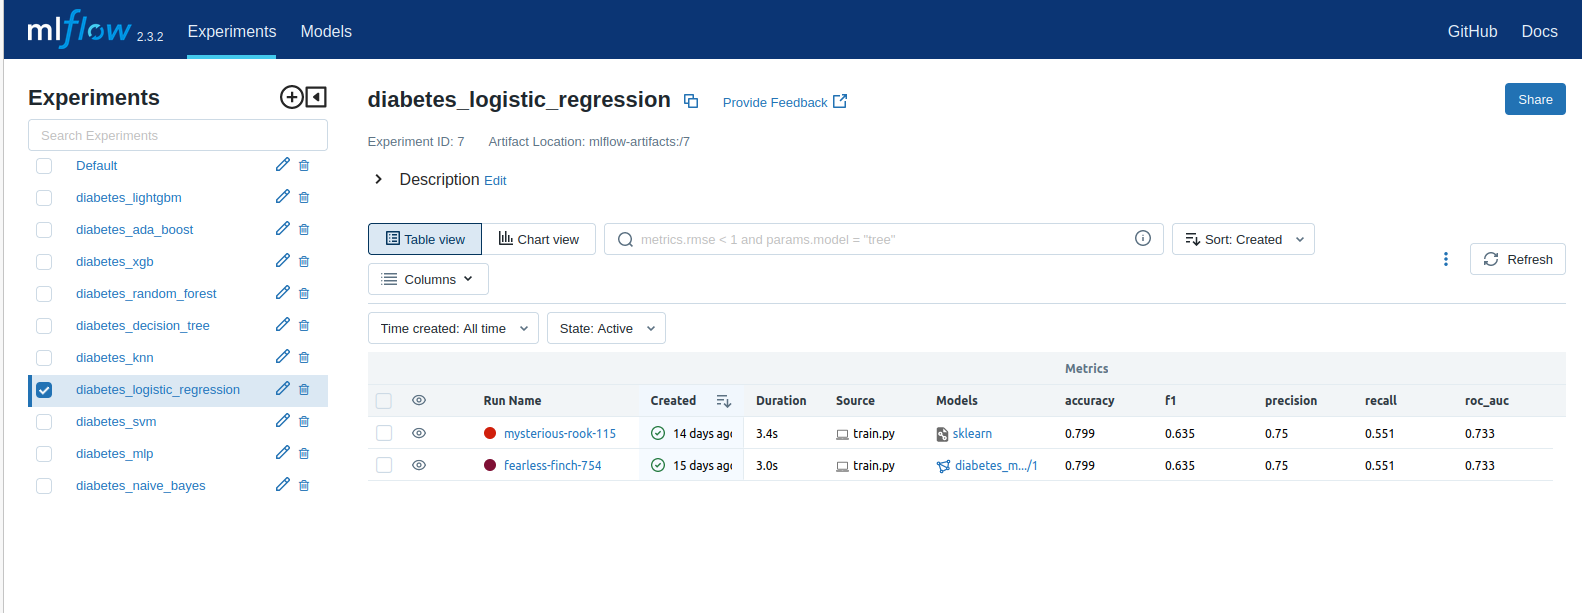 mlflow 2.3.2 Experiments Models GitHub Docs
Experiments
Search Experiments
Default
diabetes_lightgbm
diabetes_ada_boost
diabetes_xgb
diabetes_random_forest
diabetes_decision_tree
diabetes_knn
diabetes_logistic_regression
diabetes_svm
diabetes_mlp
diabetes_naive_bayes
diabetes_logistic_regression Provide Feedback Share
Experiment ID: 7 Artifact Location: mlflow-artifacts:/7
Description Edit
Table view Chart view metrics.rmse < 1 and params.model = "tree" Sort: Created
Refresh
Columns
Time created: All time State: Active
Metrics
Run Name Created Duration Source Models accuracy f1 precision recall roc_auc
mysterious-rook-115 14 days ago 3.4s train.py sklearn 0.799 0.635 0.75 0.551 0.733
fearless-finch-754 15 days ago 3.0s train.py diabetes_m.../1 0.799 0.635 0.75 0.551 0.733